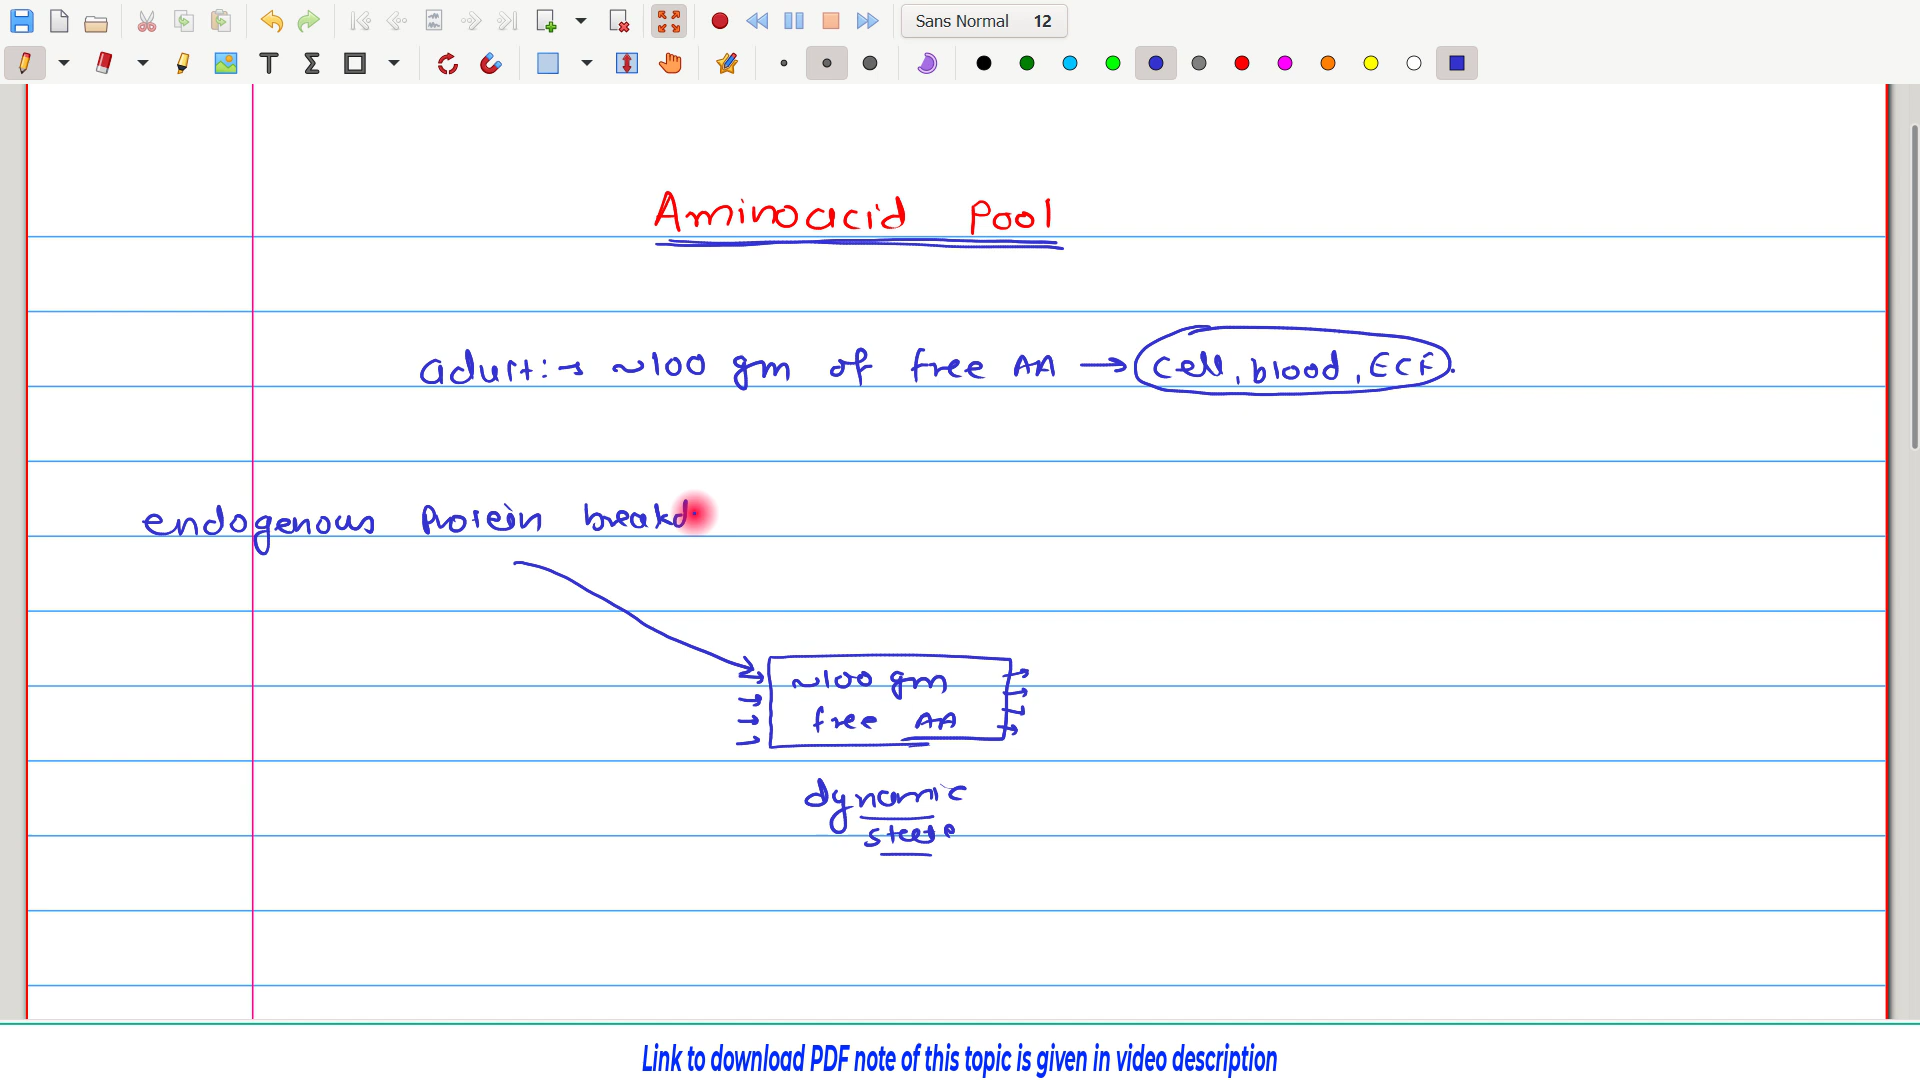 Sans Normal 12
Aminoacid Pool
adult:→ ~100 gm of free AA → Cell, blood, ECF.
endogenous Protein breakd
~100 gm
free AA
dynamic
state
Link to download PDF note of this topic is given in video description